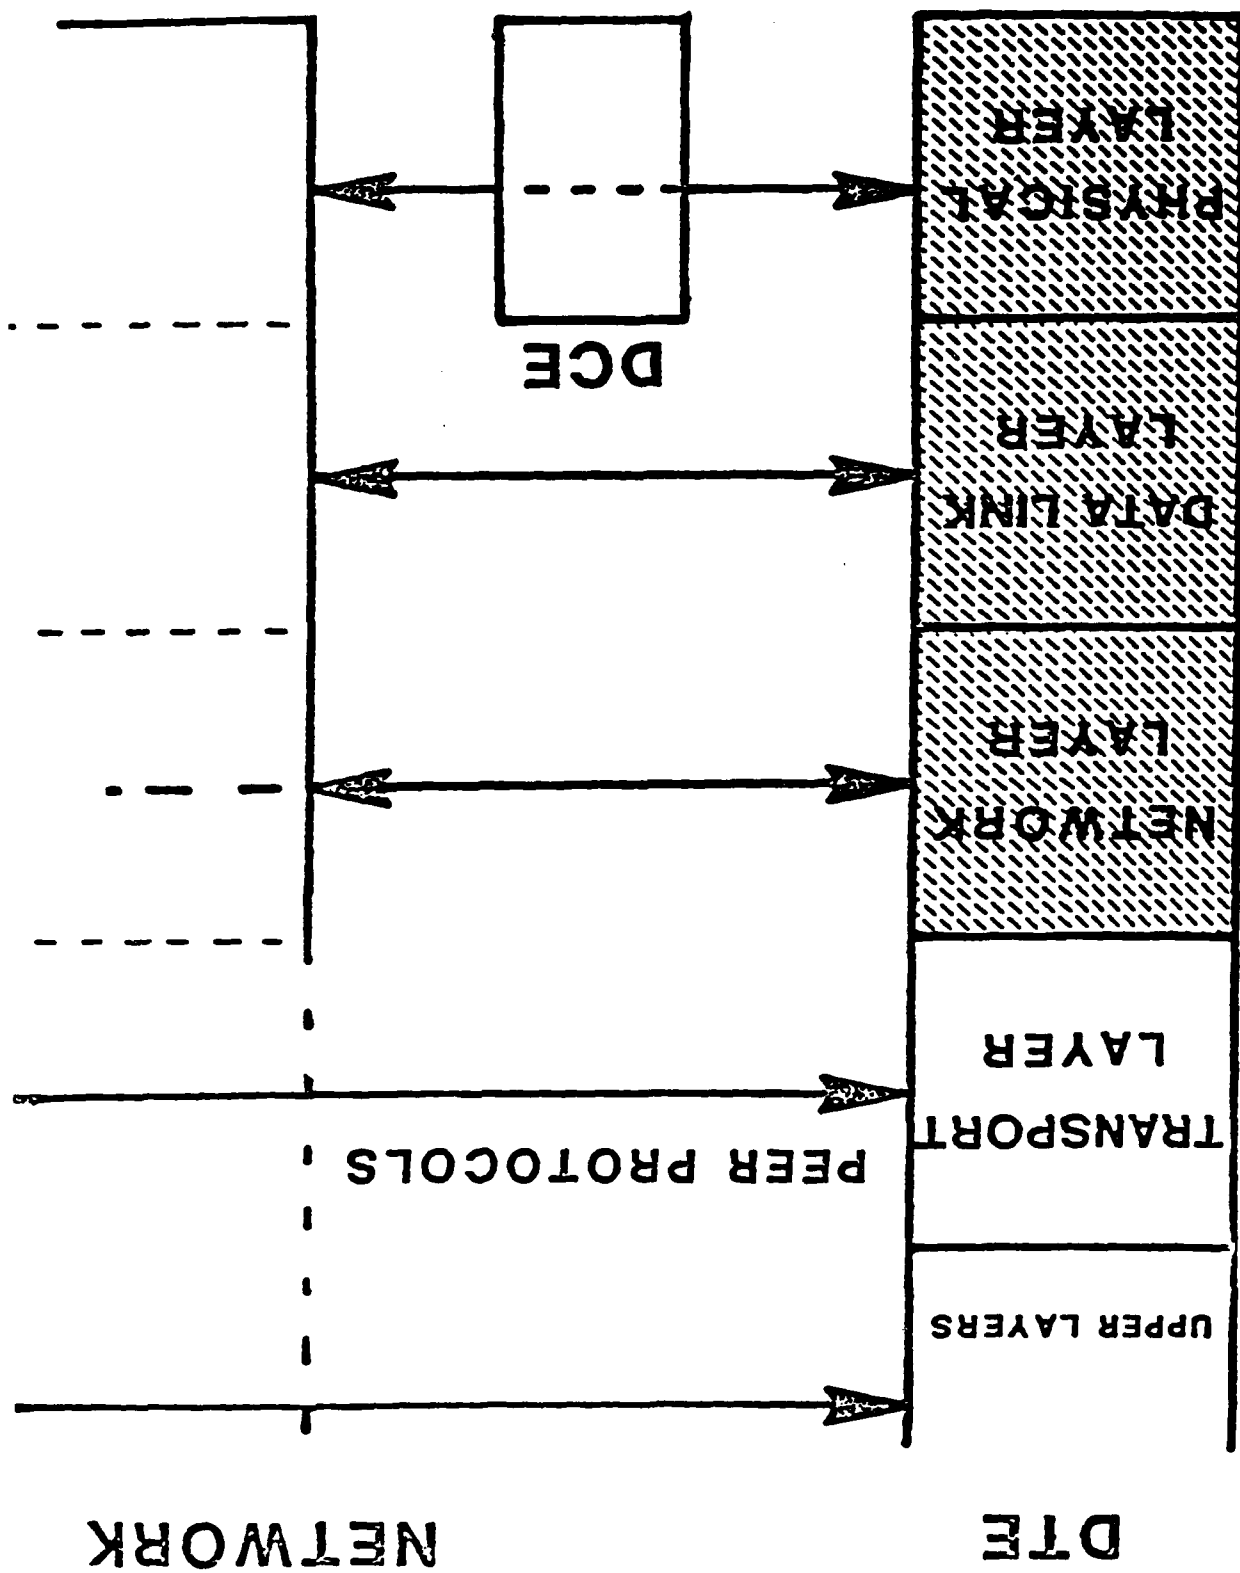 DTE
NETWORK
UPPER LAYERS
PEER PROTOCOLS
TRANSPORT
LAYER
NETWORK
LAYER
DATA LINK
LAYER
DCE
PHYSICAL
LAYER